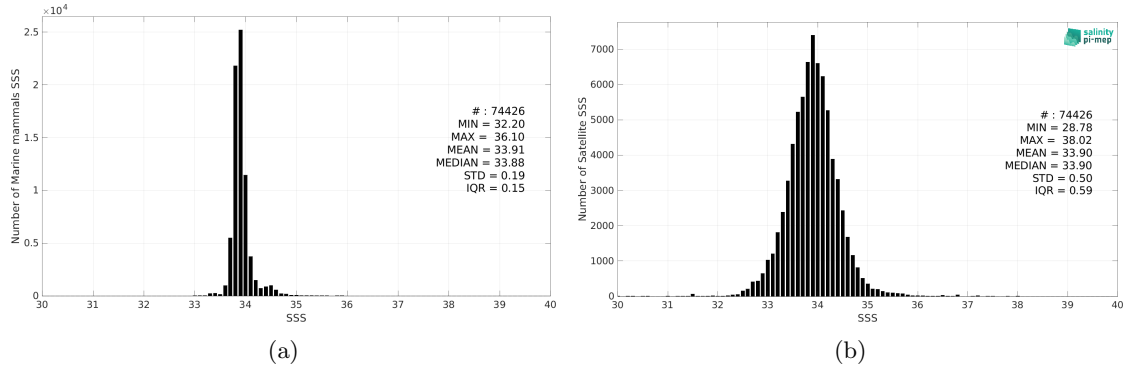 ×10⁴
2.5
2
1.5
1
0.5
0
Number of Marine mammals SSS
# : 74426
MIN = 32.20
MAX = 36.10
MEAN = 33.91
MEDIAN = 33.88
STD = 0.19
IQR = 0.15
30 31 32 33 34 35 36 37 38 39 40
SSS
(a)
salinity
pi-mep
7000
6000
5000
4000
3000
2000
1000
0
Number of Satellite SSS
# : 74426
MIN = 28.78
MAX = 38.02
MEAN = 33.90
MEDIAN = 33.90
STD = 0.50
IQR = 0.59
30 31 32 33 34 35 36 37 38 39 40
SSS
(b)